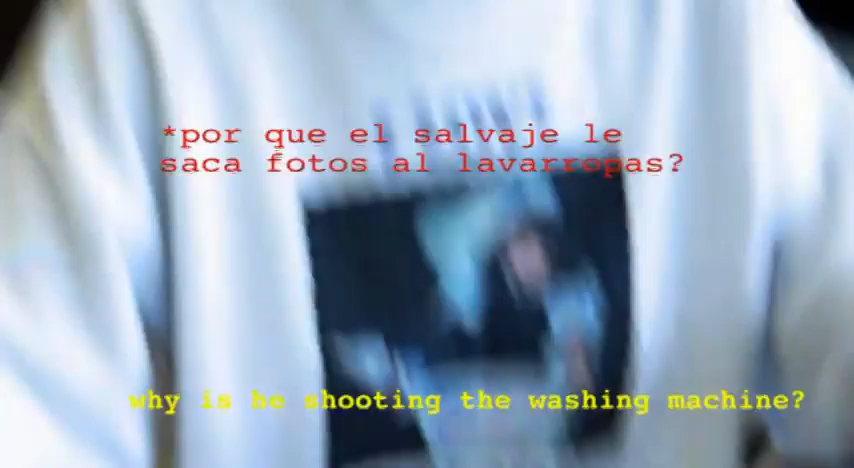 *por que el salvaje le
saca fotos al lavarropas?
why is he shooting the washing machine?